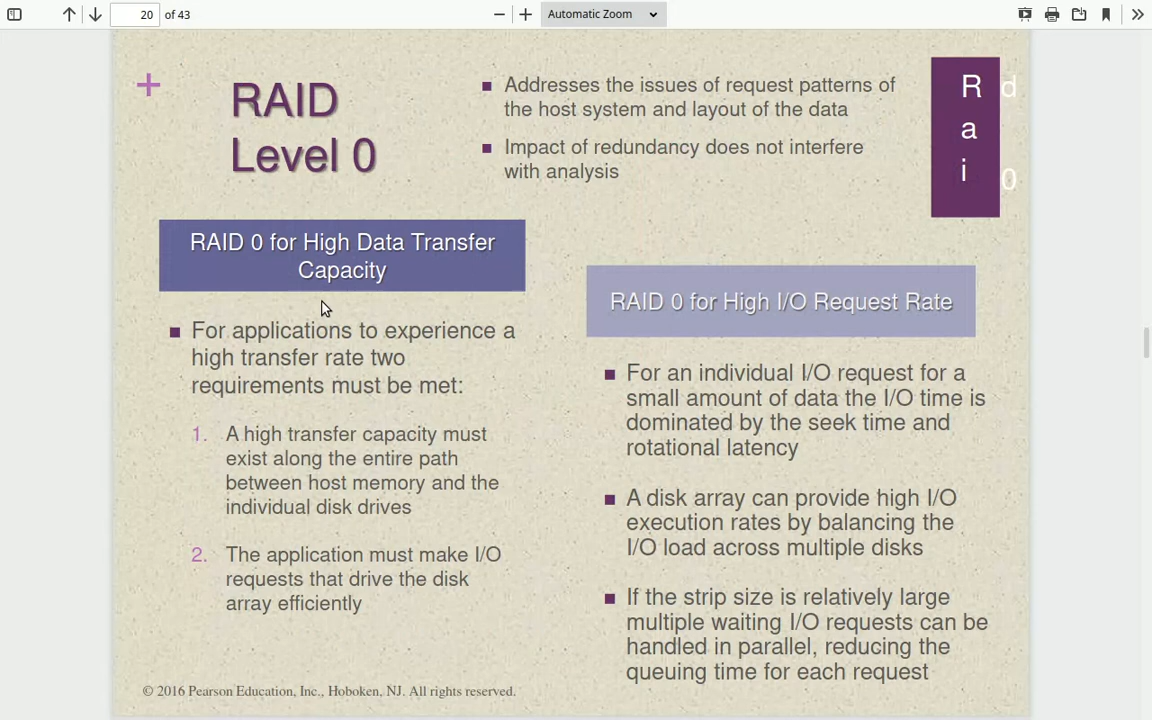 20 of 43
Automatic Zoom
+
RAID
Level 0
Addresses the issues of request patterns of
the host system and layout of the data
Impact of redundancy does not interfere
with analysis
R d
a
i 0
RAID 0 for High Data Transfer
Capacity
For applications to experience a
high transfer rate two
requirements must be met:
1. A high transfer capacity must
exist along the entire path
between host memory and the
individual disk drives
2. The application must make I/O
requests that drive the disk
array efficiently
RAID 0 for High I/O Request Rate
For an individual I/O request for a
small amount of data the I/O time is
dominated by the seek time and
rotational latency
A disk array can provide high I/O
execution rates by balancing the
I/O load across multiple disks
If the strip size is relatively large
multiple waiting I/O requests can be
handled in parallel, reducing the
queuing time for each request
© 2016 Pearson Education, Inc., Hoboken, NJ. All rights reserved.